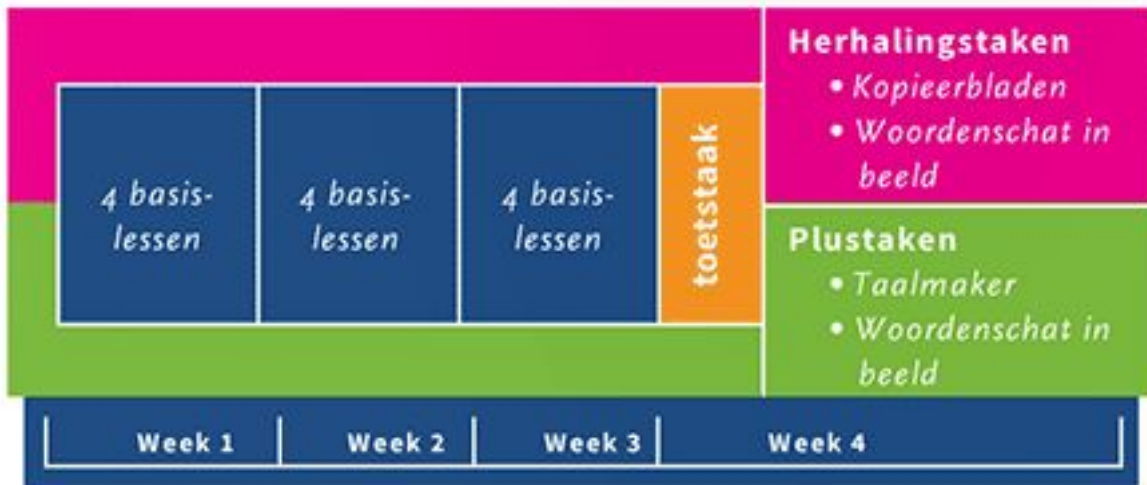 4 basis-
lessen
4 basis-
lessen
4 basis-
lessen
toetstaak
Herhalingstaken
• Kopieerbladen
• Woordenschat in
beeld
Plustaken
• Taalmaker
• Woordenschat in
beeld
Week 1
Week 2
Week 3
Week 4